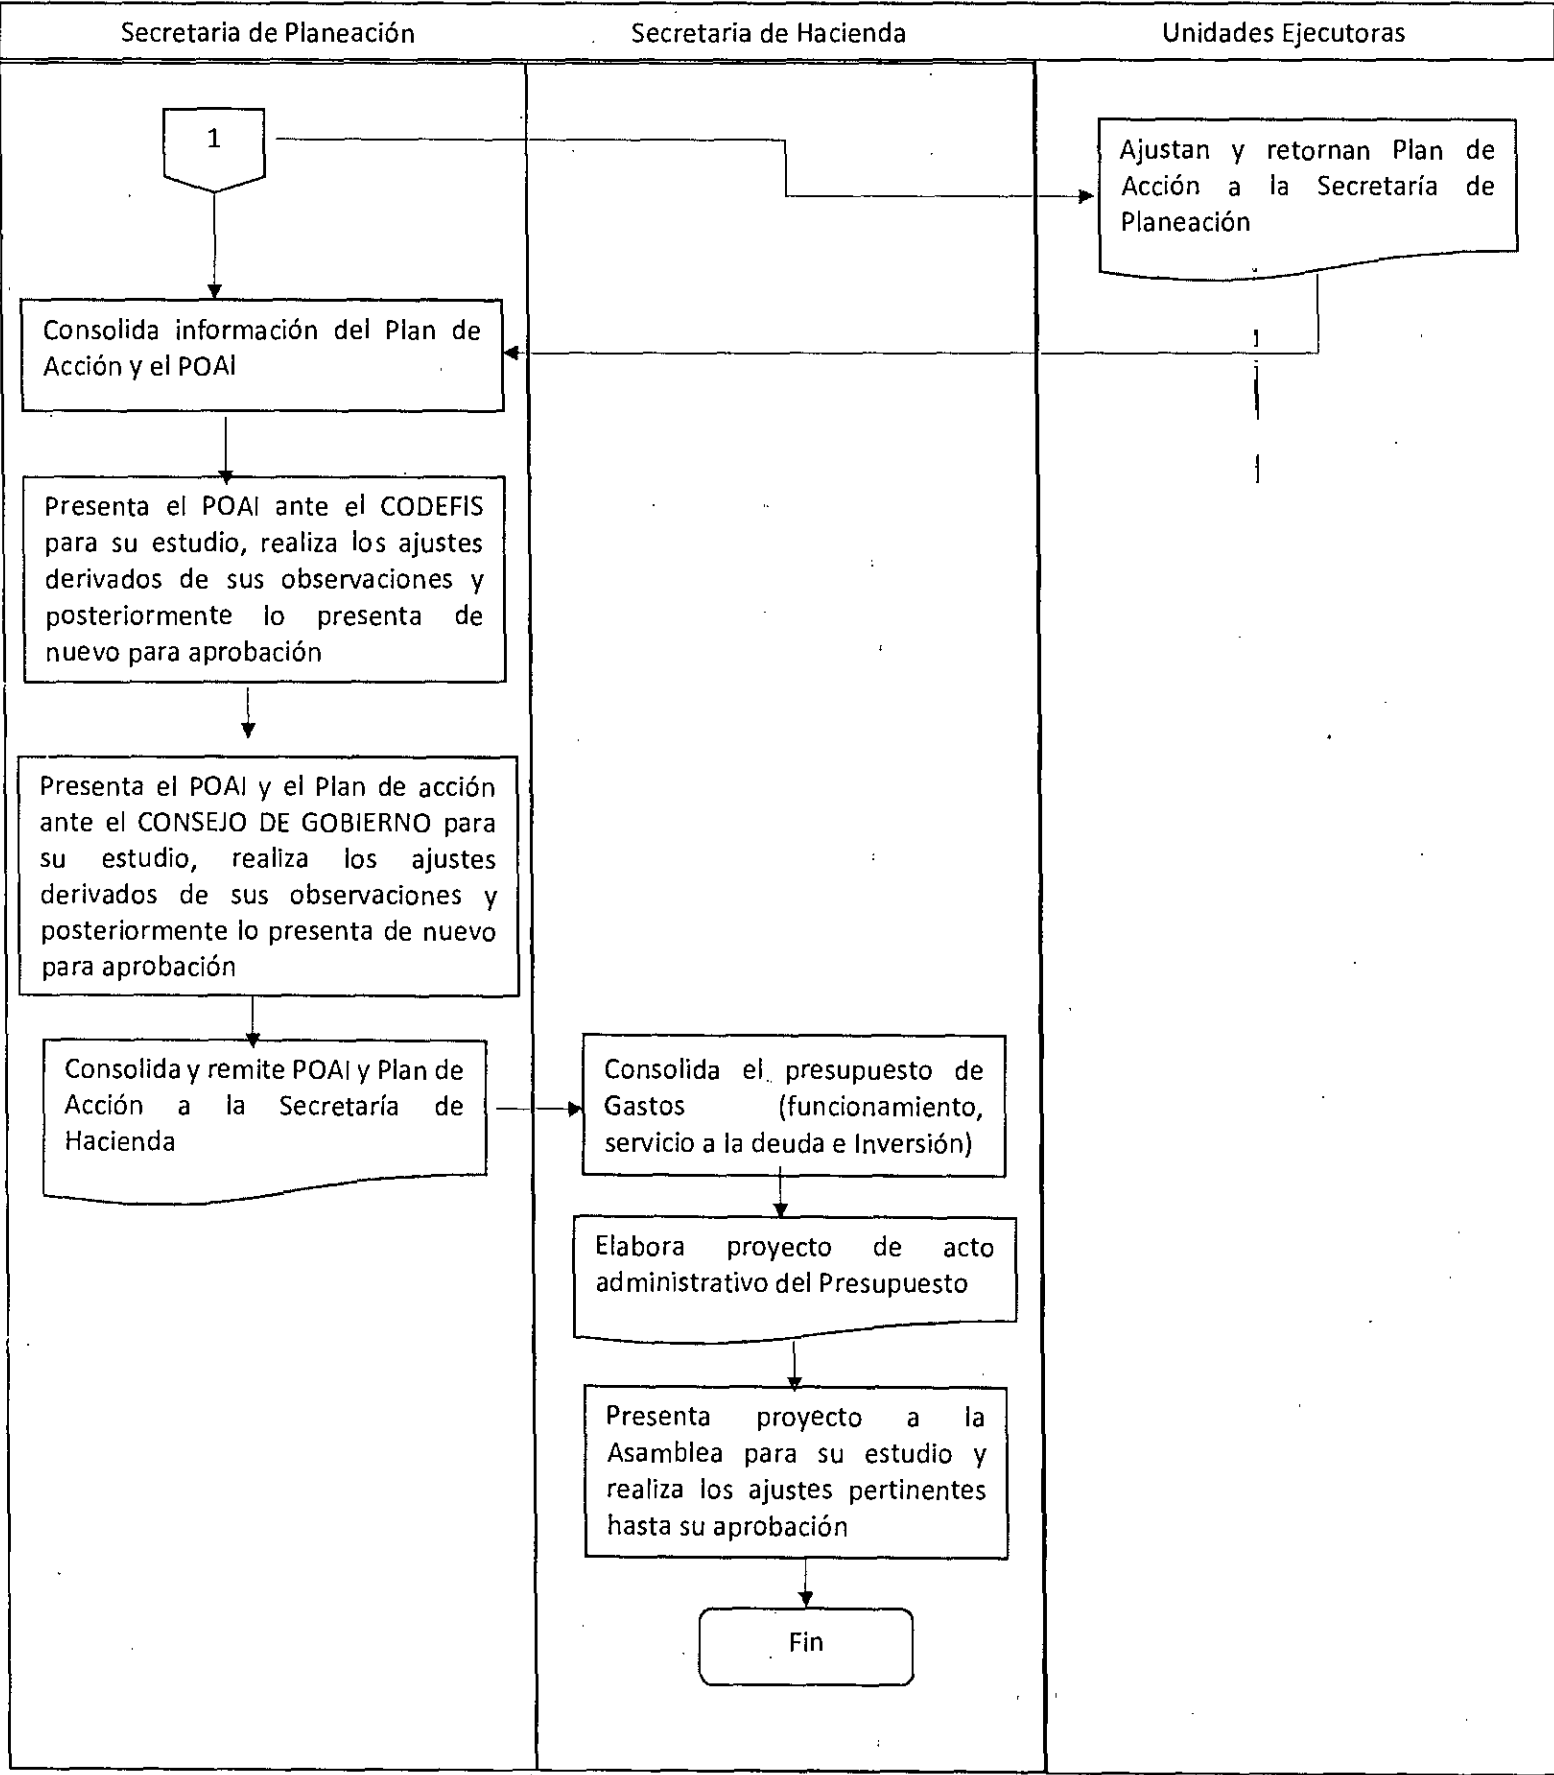 Secretaria de Planeación
Secretaria de Hacienda
Unidades Ejecutoras
1
Ajustan y retornan Plan de
Acción a la Secretaría de
Planeación
Consolida información del Plan de
Acción y el POAI
Presenta el POAI ante el CODEFIS
para su estudio, realiza los ajustes
derivados de sus observaciones y
posteriormente lo presenta de
nuevo para aprobación
Presenta el POAI y el Plan de acción
ante el CONSEJO DE GOBIERNO para
su estudio, realiza los ajustes
derivados de sus observaciones y
posteriormente lo presenta de nuevo
para aprobación
Consolida y remite POAI y Plan de
Acción a la Secretaría de
Hacienda
Consolida el presupuesto de
Gastos (funcionamiento,
servicio a la deuda e Inversión)
Elabora proyecto de acto
administrativo del Presupuesto
Presenta proyecto a la
Asamblea para su estudio y
realiza los ajustes pertinentes
hasta su aprobación
Fin